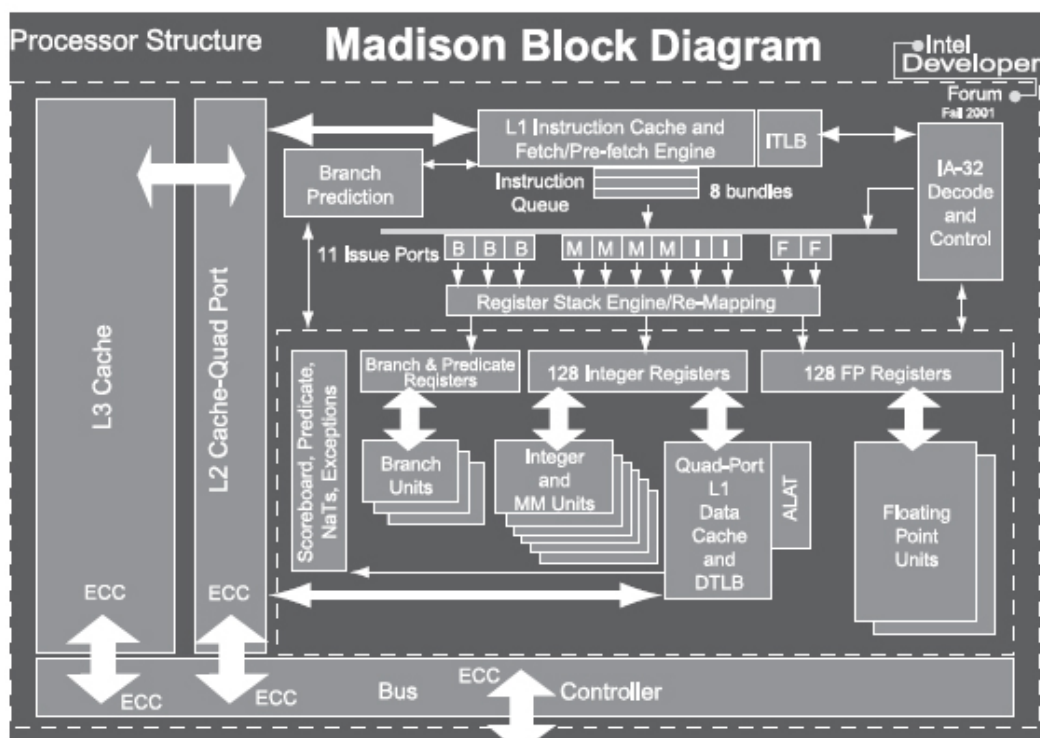 Processor Structure
Madison Block Diagram
Intel
Developer
Forum
Fall 2001
L3 Cache
L2 Cache-Quad Port
L1 Instruction Cache and
Fetch/Pre-fetch Engine
ITLB
Branch
Prediction
Instruction
Queue
8 bundles
IA-32
Decode
and
Control
11 Issue Ports
B B B M M M M I I F F
Register Stack Engine/Re-Mapping
Scoreboard, Predicate,
NaTs, Exceptions
Branch & Predicate
Registers
128 Integer Registers
128 FP Registers
Branch
Units
Integer
and
MM Units
Quad-Port
L1
Data
Cache
and
DTLB
ALAT
Floating
Point
Units
ECC
ECC
ECC
ECC
Bus
ECC
Controller